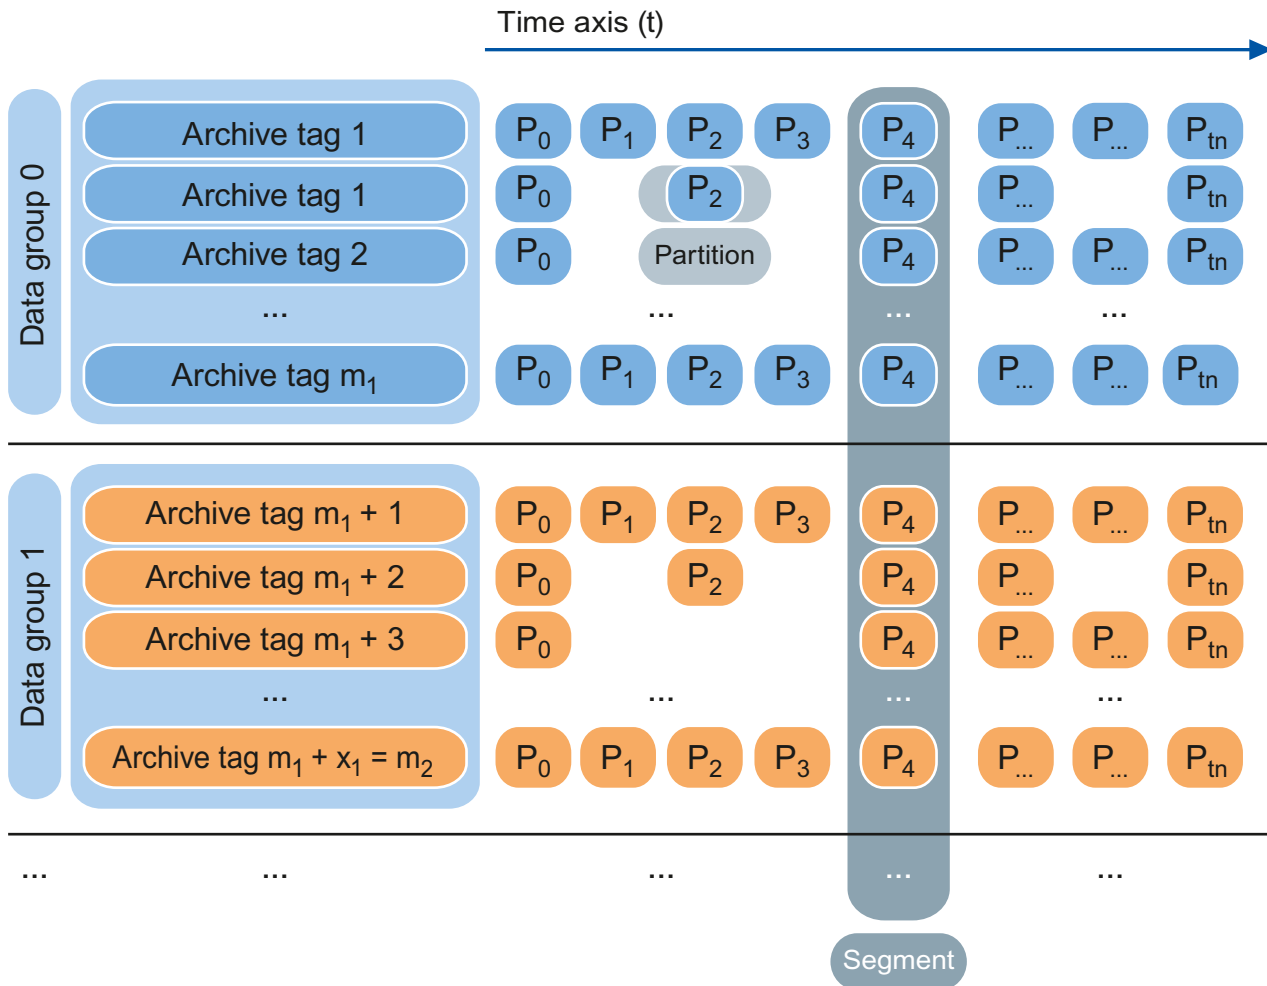 Time axis (t)
Data group 0
Archive tag 1 P0 P1 P2 P3 P4 P... P... Ptn
Archive tag 1 P0 P2 P4 P... Ptn
Archive tag 2 P0 Partition P4 P... P... Ptn
... ... ... ...
Archive tag m1 P0 P1 P2 P3 P4 P... P... Ptn
Data group 1
Archive tag m1 + 1 P0 P1 P2 P3 P4 P... P... Ptn
Archive tag m1 + 2 P0 P2 P4 P... Ptn
Archive tag m1 + 3 P0 P4 P... P... Ptn
... ... ... ...
Archive tag m1 + x1 = m2 P0 P1 P2 P3 P4 P... P... Ptn
... ... ... ... ...
Segment